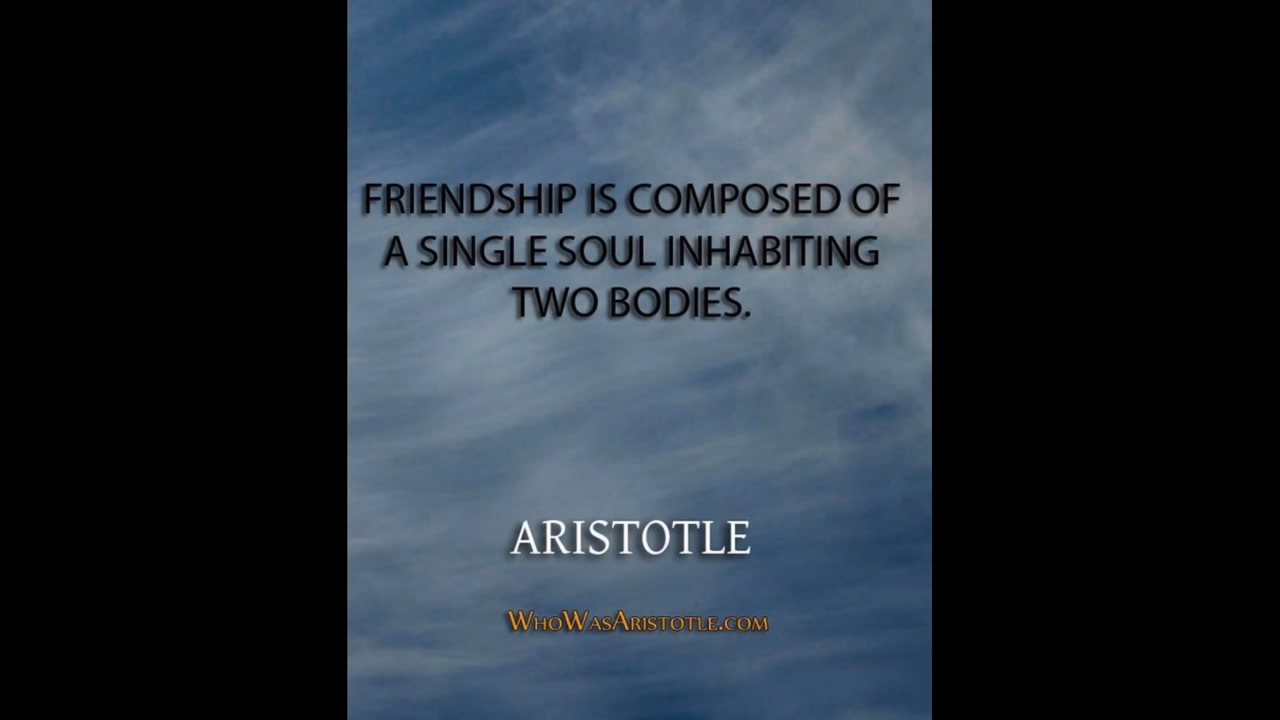 FRIENDSHIP IS COMPOSED OF
A SINGLE SOUL INHABITING
TWO BODIES.
ARISTOTLE
WHOWASARISTOTLE.COM